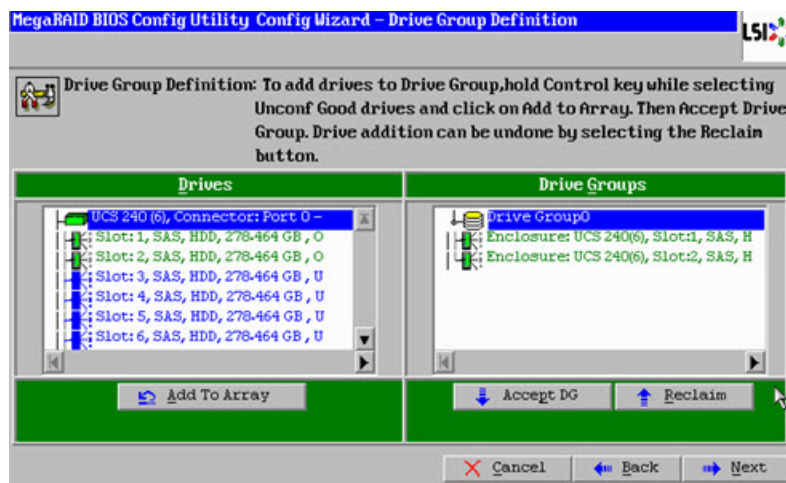 MegaRAID BIOS Config Utility Config Wizard – Drive Group Definition
LSI
Drive Group Definition: To add drives to Drive Group,hold Control key while selecting
Unconf Good drives and click on Add to Array. Then Accept Drive
Group. Drive addition can be undone by selecting the Reclaim
button.
Drives
UCS 240 (6), Connector: Port 0 –
Slot: 1, SAS, HDD, 278.464 GB , O
Slot: 2, SAS, HDD, 278.464 GB , O
Slot: 3, SAS, HDD, 278.464 GB , U
Slot: 4, SAS, HDD, 278.464 GB , U
Slot: 5, SAS, HDD, 278.464 GB , U
Slot: 6, SAS, HDD, 278.464 GB , U
Add To Array
Drive Groups
Drive Group0
Enclosure: UCS 240(6), Slot:1, SAS, H
Enclosure: UCS 240(6), Slot:2, SAS, H
Accept DG
Reclaim
Cancel
Back
Next